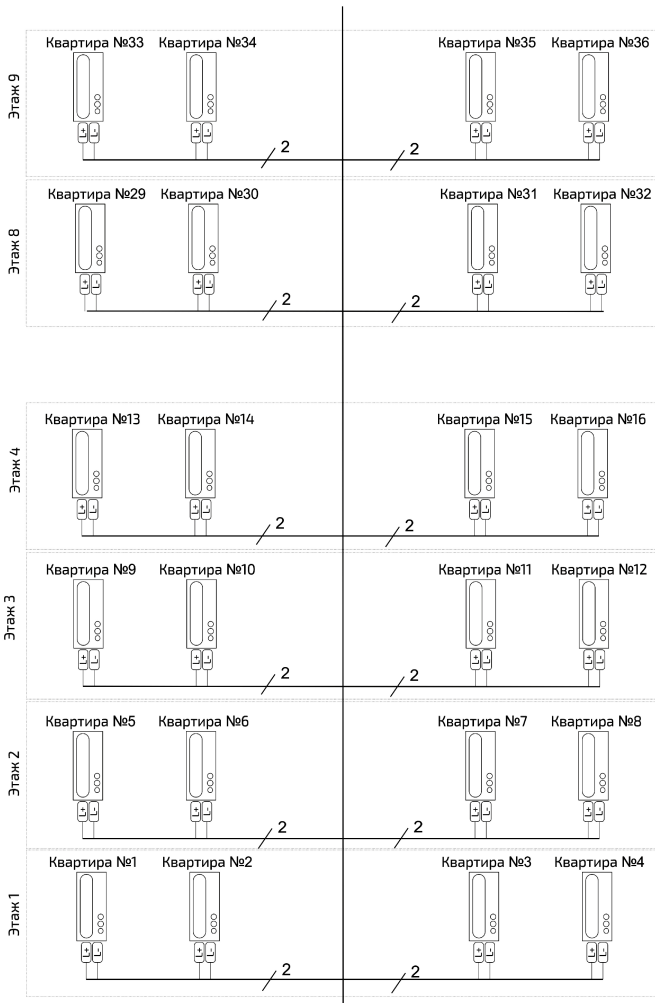 Этаж 9
Квартира №33 Квартира №34 Квартира №35 Квартира №36
L+ L- L+ L- L+ L- L+ L-
2 2
Этаж 8
Квартира №29 Квартира №30 Квартира №31 Квартира №32
L+ L- L+ L- L+ L- L+ L-
2 2
Этаж 4
Квартира №13 Квартира №14 Квартира №15 Квартира №16
L+ L- L+ L- L+ L- L+ L-
2 2
Этаж 3
Квартира №9 Квартира №10 Квартира №11 Квартира №12
L+ L- L+ L- L+ L- L+ L-
2 2
Этаж 2
Квартира №5 Квартира №6 Квартира №7 Квартира №8
L+ L- L+ L- L+ L- L+ L-
2 2
Этаж 1
Квартира №1 Квартира №2 Квартира №3 Квартира №4
L+ L- L+ L- L+ L- L+ L-
2 2